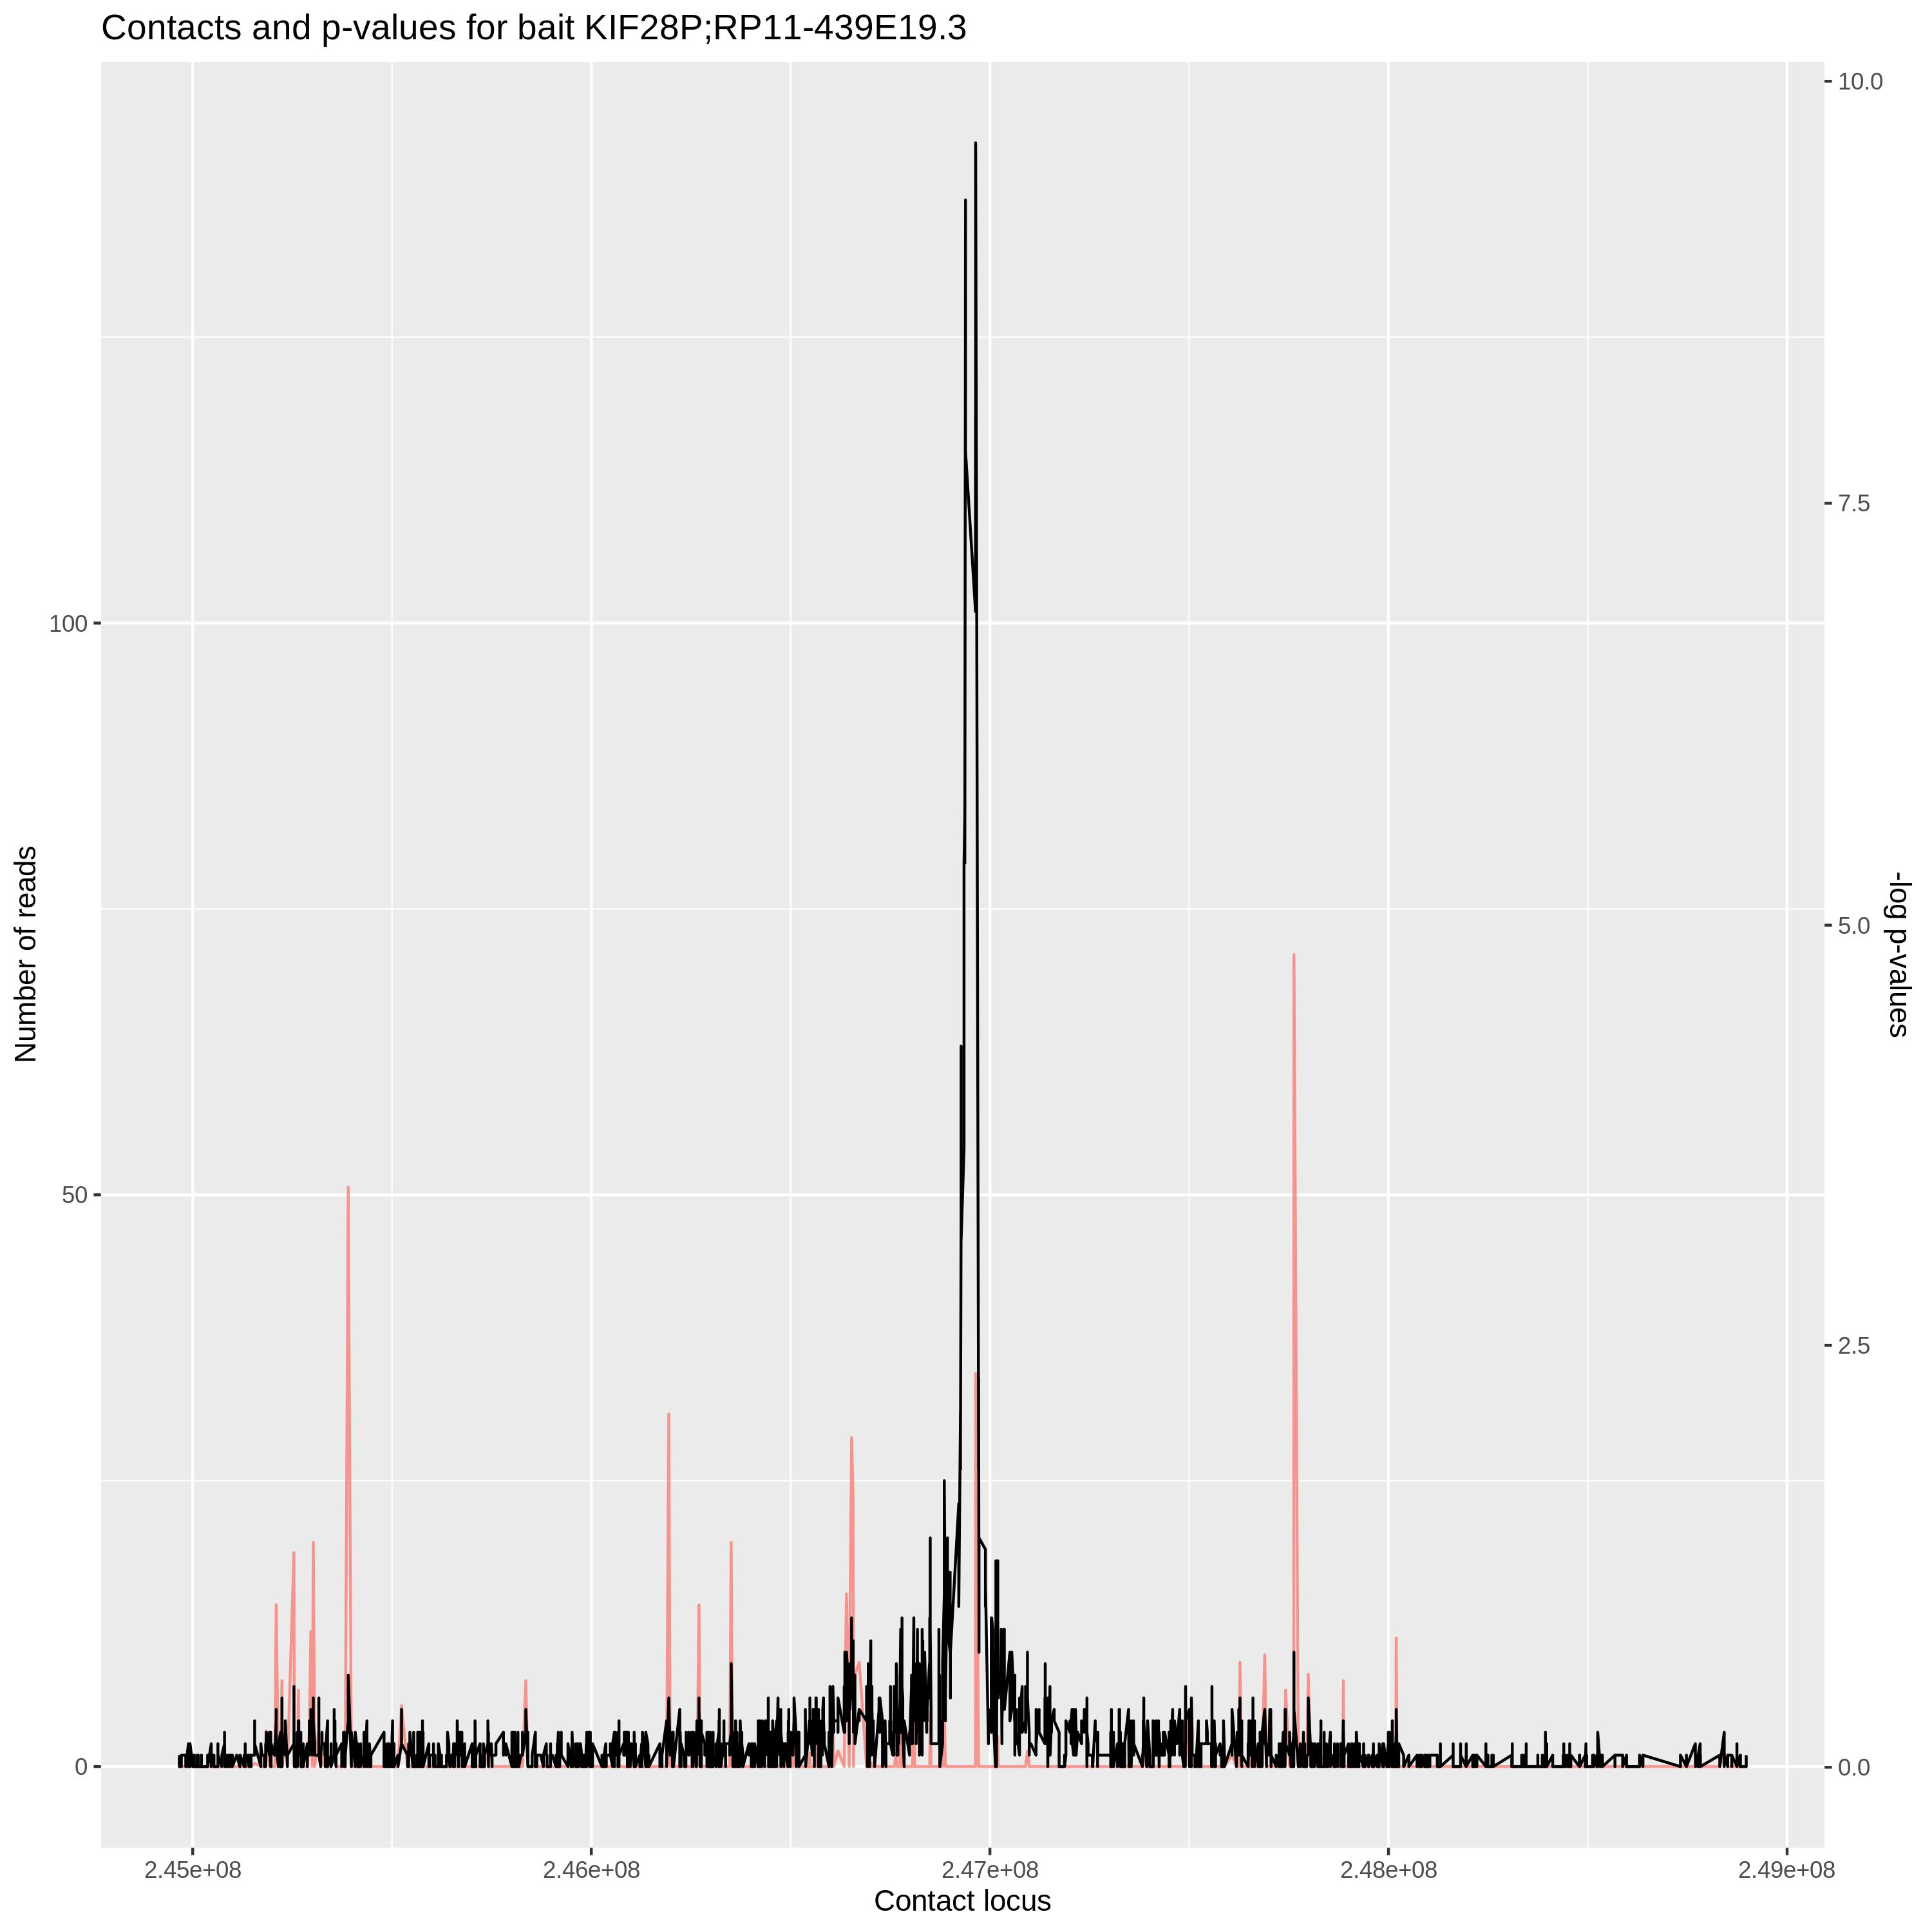 Contacts and p-values for bait KIF28P;RP11-439E19.3
Number of reads
100
50
0
10.0
7.5
5.0
2.5
0.0
-log p-values
2.45e+08 2.46e+08 2.47e+08 2.48e+08 2.49e+08
Contact locus